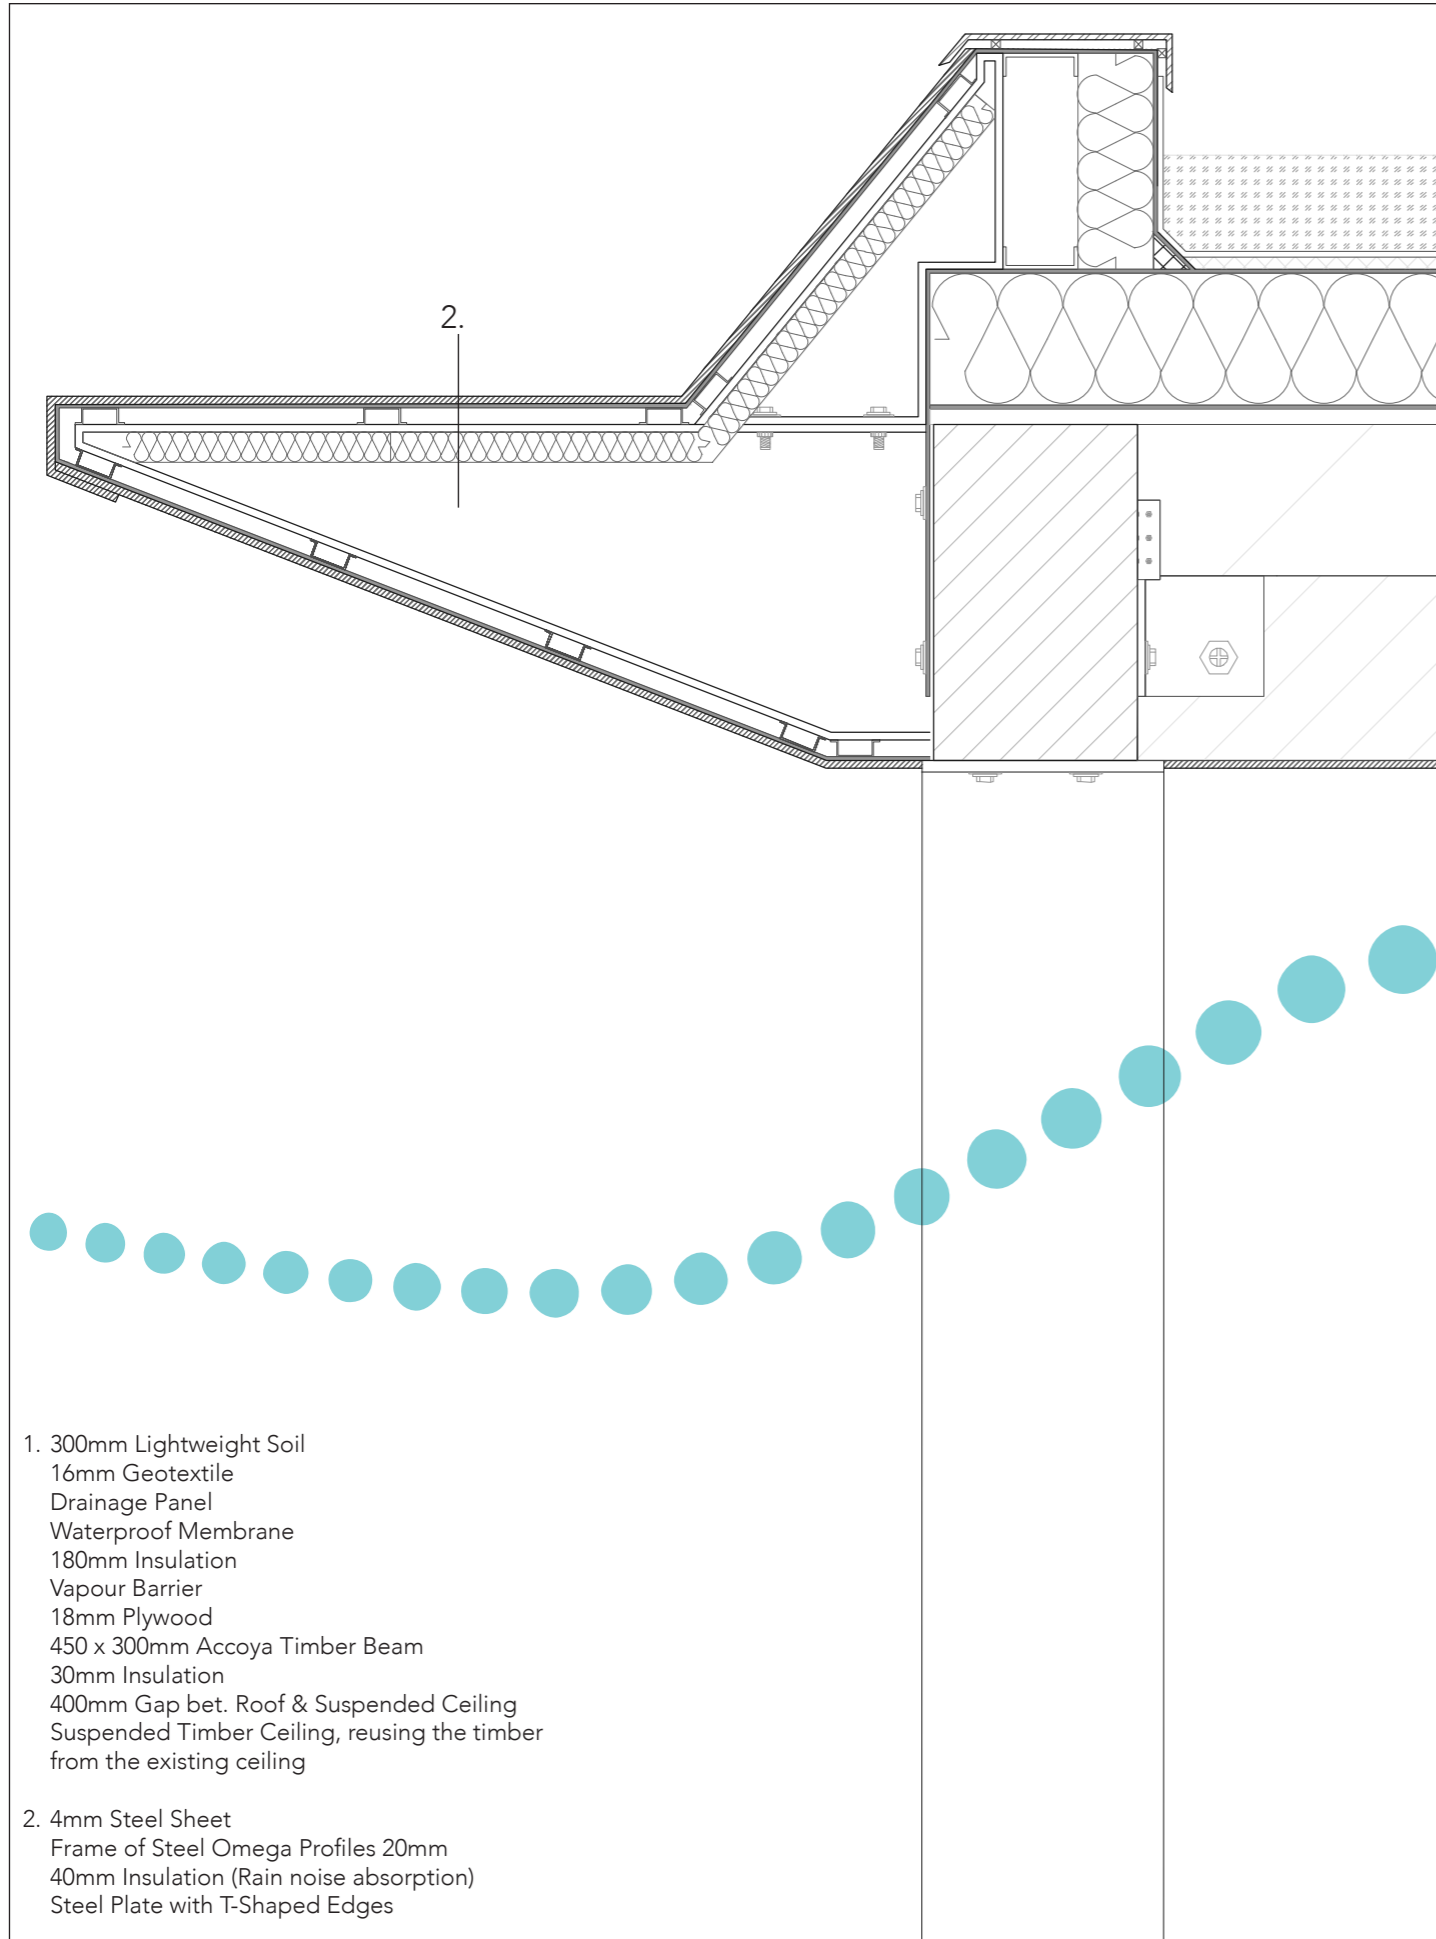 2.
1. 300mm Lightweight Soil
16mm Geotextile
Drainage Panel
Waterproof Membrane
180mm Insulation
Vapour Barrier
18mm Plywood
450 x 300mm Accoya Timber Beam
30mm Insulation
400mm Gap bet. Roof & Suspended Ceiling
Suspended Timber Ceiling, reusing the timber
from the existing ceiling
2. 4mm Steel Sheet
Frame of Steel Omega Profiles 20mm
40mm Insulation (Rain noise absorption)
Steel Plate with T-Shaped Edges